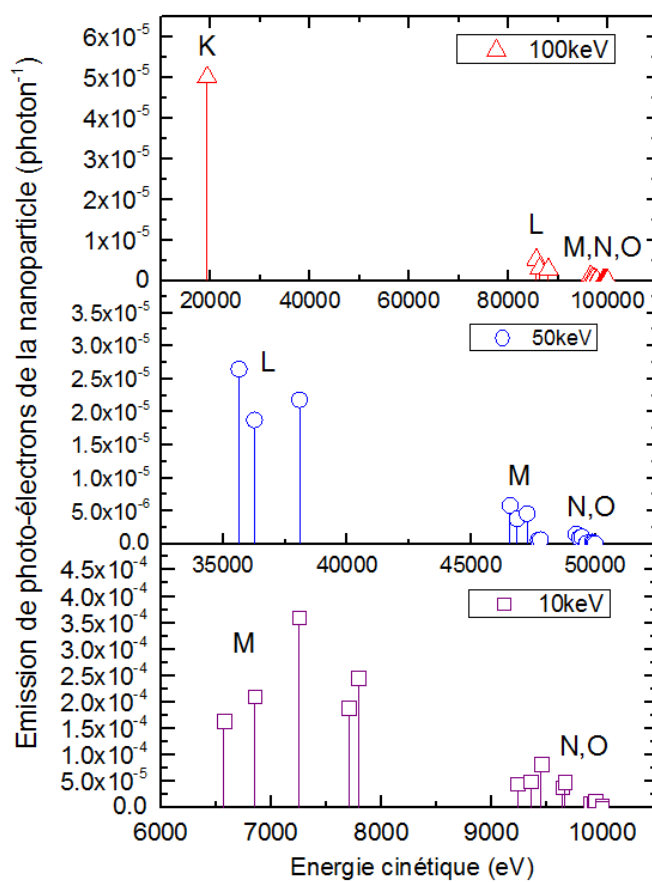 Emission de photo-électrons de la nanoparticle (photon⁻¹)
6x10⁻⁵
5x10⁻⁵
4x10⁻⁵
5x10⁻⁵
5x10⁻⁵
1x10⁻⁵
0
K
100keV
L
M,N,O
20000 40000 60000 80000 100000
3.5x10⁻⁵
3.0x10⁻⁵
2.5x10⁻⁵
2.0x10⁻⁵
1.5x10⁻⁵
1.0x10⁻⁵
5.0x10⁻⁶
0.0
L
50keV
M
N,O
35000 40000 45000 50000
4.5x10⁻⁴
4.0x10⁻⁴
3.5x10⁻⁴
3.0x10⁻⁴
2.5x10⁻⁴
2.0x10⁻⁴
1.5x10⁻⁴
1.0x10⁻⁴
5.0x10⁻⁵
0.0
M
10keV
N,O
6000 7000 8000 9000 10000
Energie cinétique (eV)